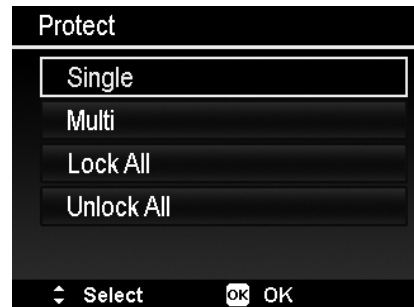 Protect
Single
Multi
Lock All
Unlock All
Select OK OK